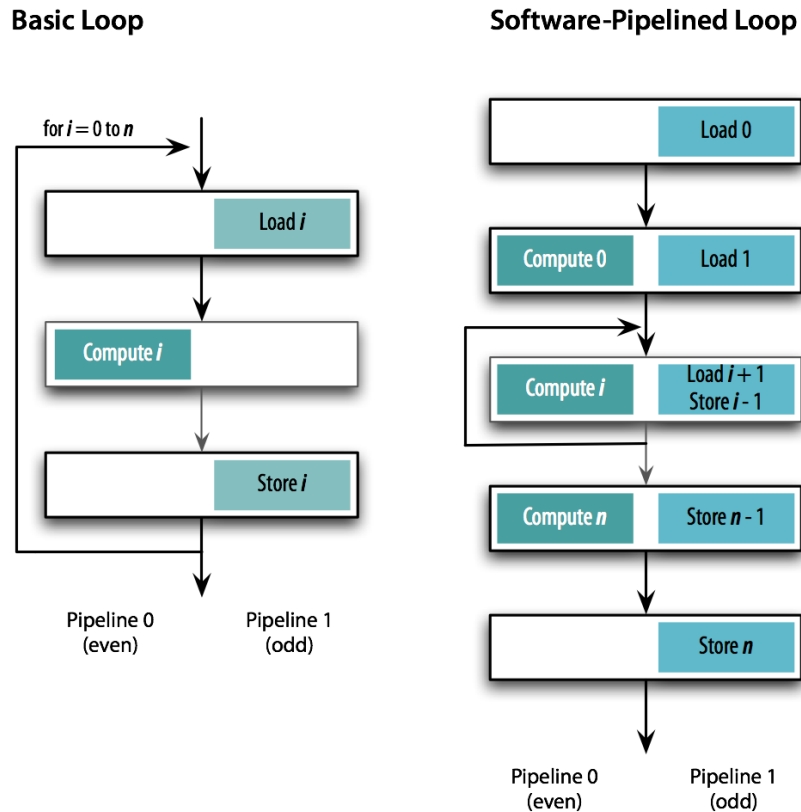 Basic Loop
for i = 0 to n
Load i
Compute i
Store i
Pipeline 0
(even)
Pipeline 1
(odd)
Software-Pipelined Loop
Load 0
Compute 0
Load 1
Compute i
Load i + 1
Store i - 1
Compute n
Store n - 1
Store n
Pipeline 0
(even)
Pipeline 1
(odd)